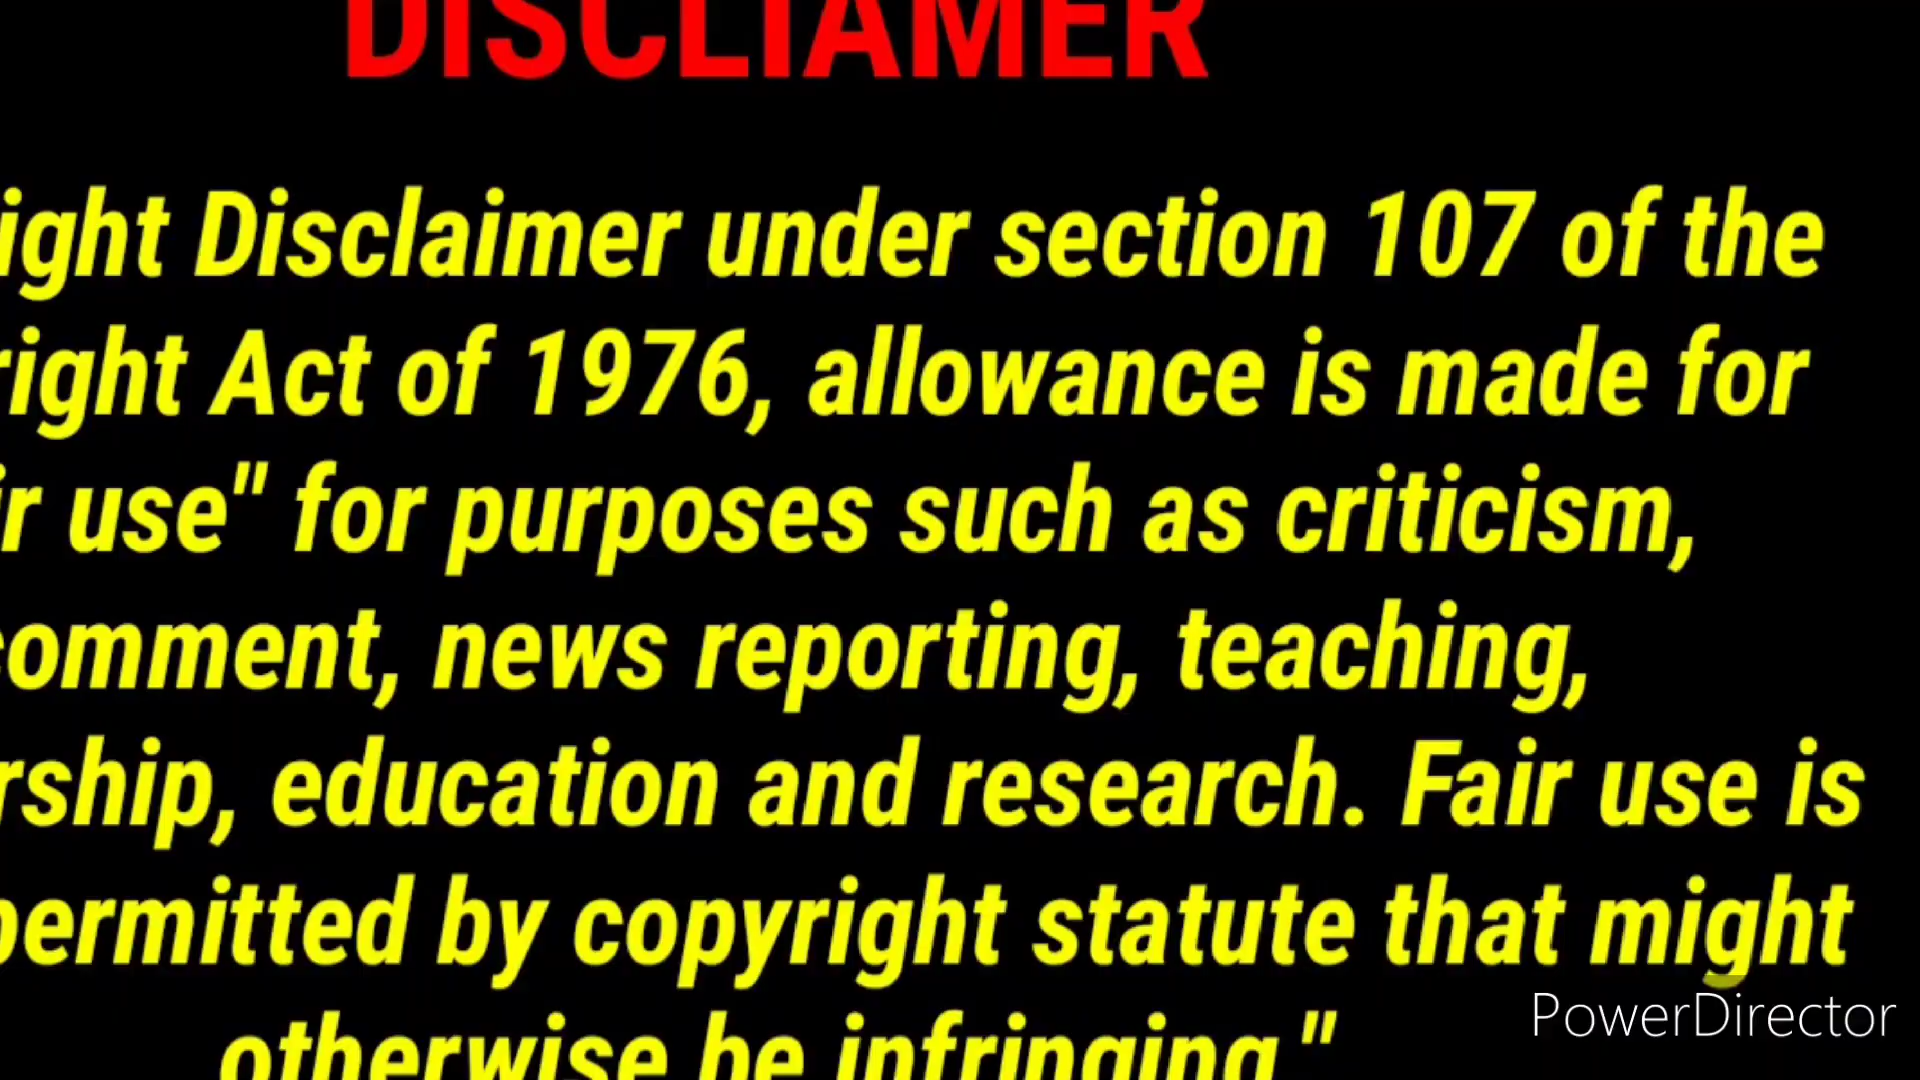 DISCLIAMER
ight Disclaimer under section 107 of the
right Act of 1976, allowance is made for
ir use" for purposes such as criticism,
comment, news reporting, teaching,
rship, education and research. Fair use is
permitted by copyright statute that might
otherwise be infringing."
PowerDirector